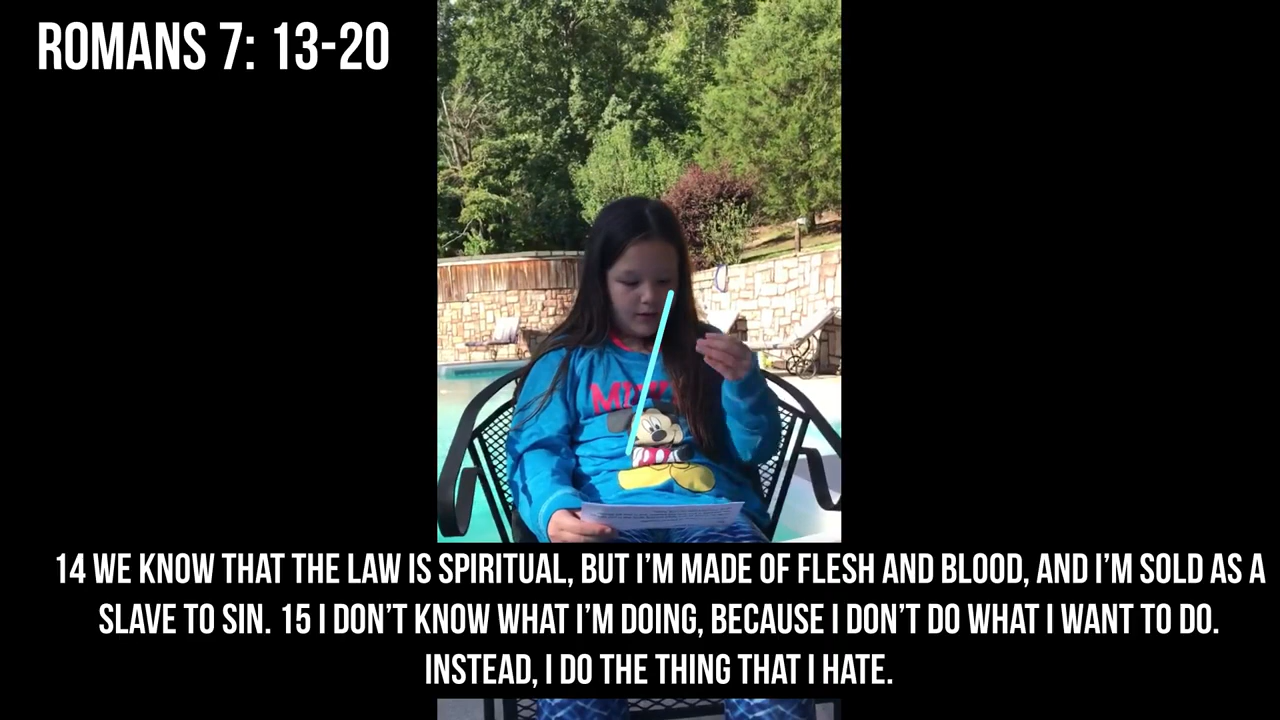 ROMANS 7: 13-20
14 WE KNOW THAT THE LAW IS SPIRITUAL, BUT I’M MADE OF FLESH AND BLOOD, AND I’M SOLD AS A
SLAVE TO SIN. 15 I DON’T KNOW WHAT I’M DOING, BECAUSE I DON’T DO WHAT I WANT TO DO.
INSTEAD, I DO THE THING THAT I HATE.